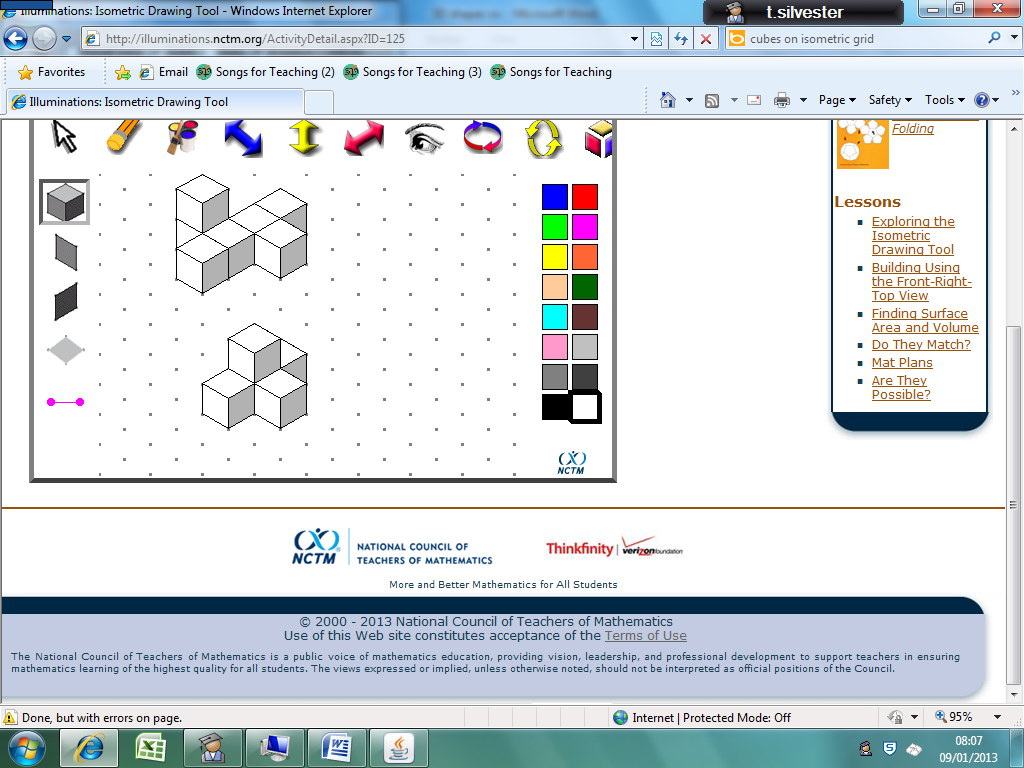 Illuminations: Isometric Drawing Tool - Windows Internet Explorer
t.silvester
http://illuminations.nctm.org/ActivityDetail.aspx?ID=125
cubes on isometric grid
Favorites Email Songs for Teaching (2) Songs for Teaching (3) Songs for Teaching
Illuminations: Isometric Drawing Tool
Page Safety Tools
Folding
Lessons
Exploring the
Isometric
Drawing Tool
Building Using
the Front-Right-
Top View
Finding Surface
Area and Volume
Do They Match?
Mat Plans
Are They
Possible?
NCTM
NCTM
NATIONAL COUNCIL OF
TEACHERS OF MATHEMATICS
Thinkfinity verizonfoundation
More and Better Mathematics for All Students
© 2000 - 2013 National Council of Teachers of Mathematics
Use of this Web site constitutes acceptance of the Terms of Use
The National Council of Teachers of Mathematics is a public voice of mathematics education, providing vision, leadership, and professional development to support teachers in ensuring
mathematics learning of the highest quality for all students. The views expressed or implied, unless otherwise noted, should not be interpreted as official positions of the Council.
Done, but with errors on page.
Internet | Protected Mode: Off
95%
08:07
09/01/2013